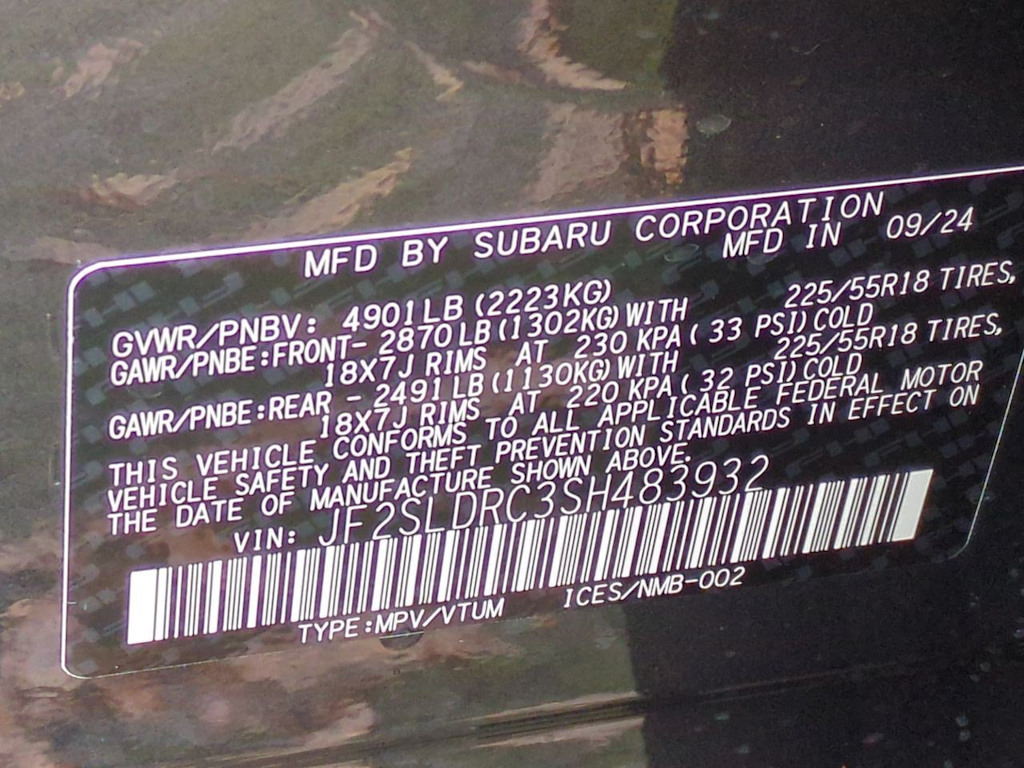 MFD BY SUBARU CORPORATION
MFD IN 09/24
GVWR/PNBV: 4901LB (2223KG)
GAWR/PNBE:FRONT- 2870LB(1302KG)WITH 225/55R18 TIRES,
18X7J RIMS AT 230 KPA( 33 PSI)COLD
GAWR/PNBE:REAR - 2491LB(1130KG)WITH 225/55R18 TIRES,
18X7J RIMS AT 220 KPA( 32 PSI)COLD
THIS VEHICLE CONFORMS TO ALL APPLICABLE FEDERAL MOTOR
VEHICLE SAFETY AND THEFT PREVENTION STANDARDS IN EFFECT ON
THE DATE OF MANUFACTURE SHOWN ABOVE.
VIN: JF2SLDRC3SH483932
TYPE:MPV/VTUM ICES/NMB-002